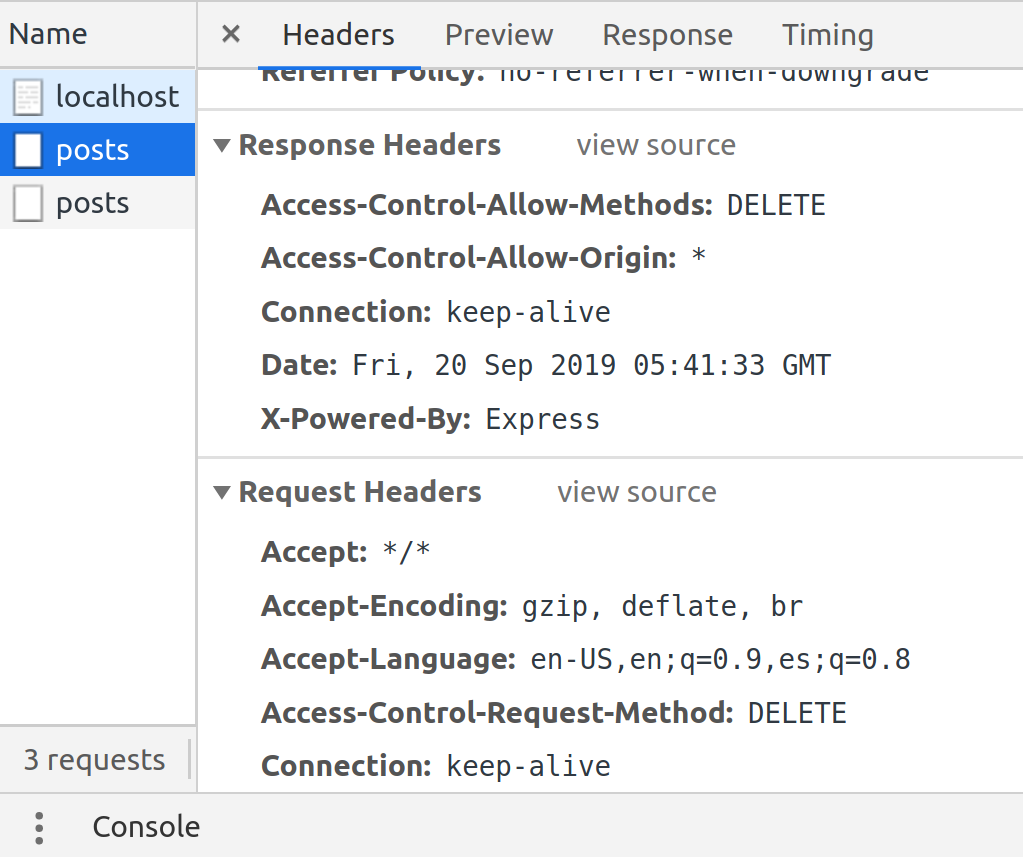 Name
× Headers Preview Response Timing
localhost
posts
posts
Referrer Policy: no-referrer-when-downgrade
Response Headers view source
Access-Control-Allow-Methods: DELETE
Access-Control-Allow-Origin: *
Connection: keep-alive
Date: Fri, 20 Sep 2019 05:41:33 GMT
X-Powered-By: Express
Request Headers view source
Accept: */*
Accept-Encoding: gzip, deflate, br
Accept-Language: en-US,en;q=0.9,es;q=0.8
Access-Control-Request-Method: DELETE
Connection: keep-alive
3 requests
Console